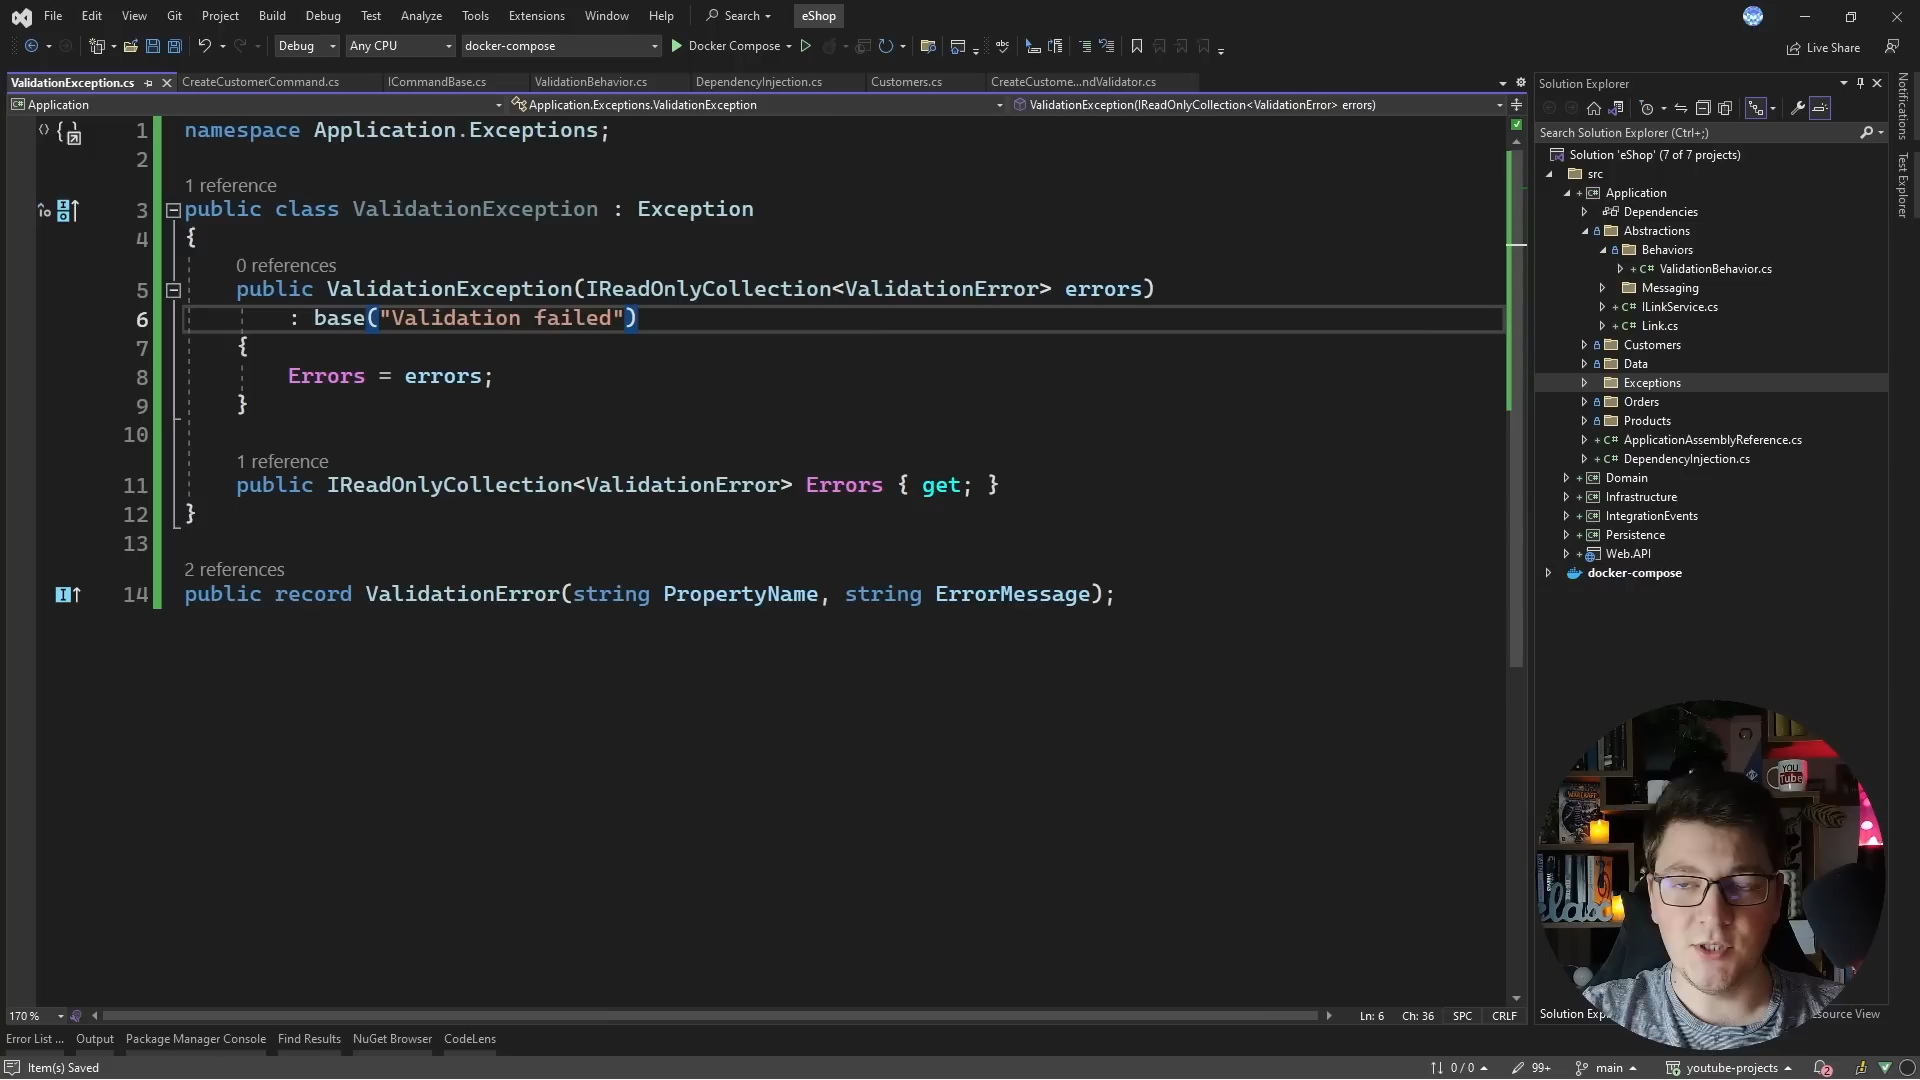 File Edit View Git Project Build Debug Test Analyze Tools Extensions Window Help Search eShop
Debug Any CPU docker-compose Docker Compose Live Share
ValidationException.cs CreateCustomerCommand.cs ICommandBase.cs ValidationBehavior.cs DependencyInjection.cs Customers.cs CreateCustome...ndValidator.cs
Application Application.Exceptions.ValidationException ValidationException(IReadOnlyCollection<ValidationError> errors)
1 namespace Application.Exceptions;
2
1 reference
3 public class ValidationException : Exception
4 {
0 references
5 public ValidationException(IReadOnlyCollection<ValidationError> errors)
6 : base("Validation failed")
7 {
8 Errors = errors;
9 }
10
1 reference
11 public IReadOnlyCollection<ValidationError> Errors { get; }
12 }
13
2 references
14 public record ValidationError(string PropertyName, string ErrorMessage);
Solution Explorer
Search Solution Explorer (Ctrl+;)
Solution 'eShop' (7 of 7 projects)
src
Application
Dependencies
Abstractions
Behaviors
C# ValidationBehavior.cs
Messaging
C# ILinkService.cs
C# Link.cs
Customers
Data
Exceptions
Orders
Products
C# ApplicationAssemblyReference.cs
C# DependencyInjection.cs
Domain
Infrastructure
IntegrationEvents
Persistence
Web.API
docker-compose
Notifications
Test Explorer
YOU
Tube
WARCRAFT
relax
170 % Ln: 6 Ch: 36 SPC CRLF
Error List ... Output Package Manager Console Find Results NuGet Browser CodeLens
Item(s) Saved 0 / 0 99+ main youtube-projects 2